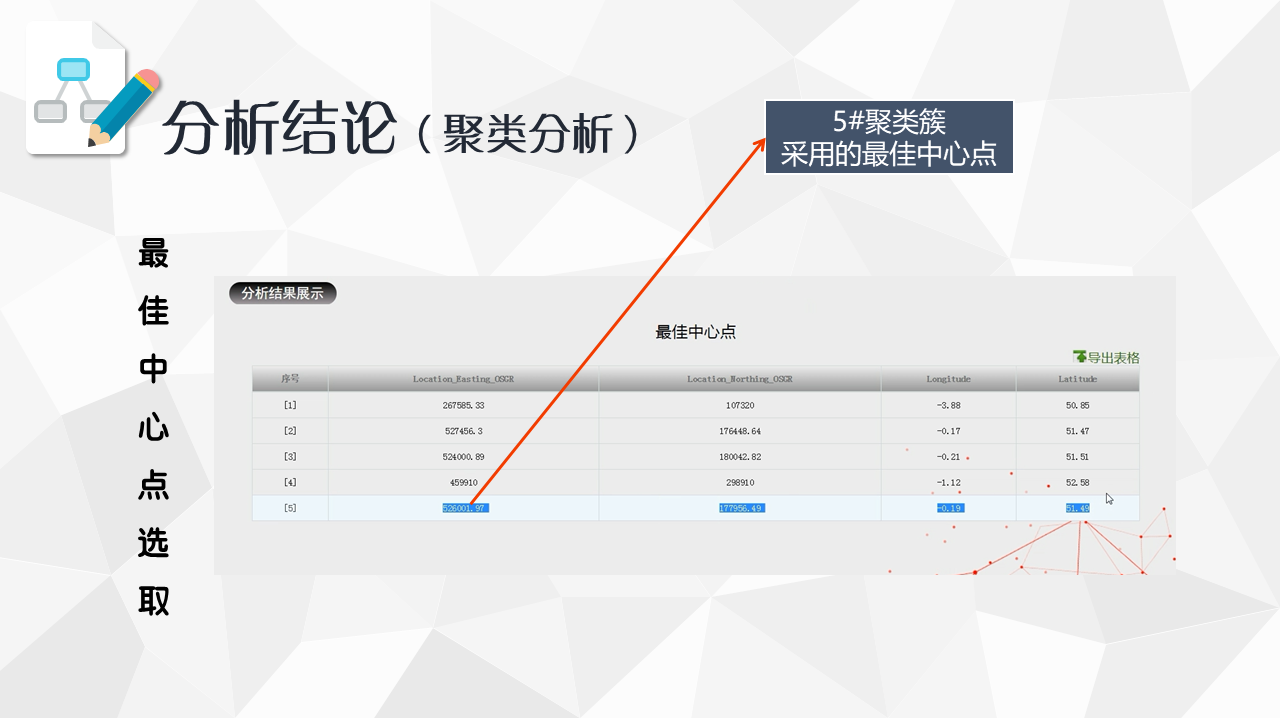 分析结论（聚类分析）
5#聚类簇
采用的最佳中心点
最佳中心点选取
分析结果展示
最佳中心点
导出表格
序号 Location_Easting_OSGR Location_Northing_OSGR Longitude Latitude
[1] 267585.33 107320 -3.88 50.85
[2] 527456.3 176448.64 -0.17 51.47
[3] 524000.89 180042.82 -0.21 51.51
[4] 459910 298910 -1.12 52.58
[5] 526001.97 177956.49 -0.19 51.49